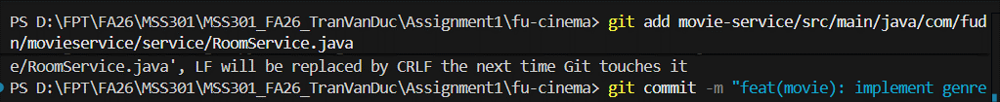 PS D:\FPT\FA26\MSS301\MSS301_FA26_TranVanDuc\Assignment1\fu-cinema> git add movie-service/src/main/java/com/fud
n/movieservice/service/RoomService.java
e/RoomService.java', LF will be replaced by CRLF the next time Git touches it
PS D:\FPT\FA26\MSS301\MSS301_FA26_TranVanDuc\Assignment1\fu-cinema> git commit -m "feat(movie): implement genre